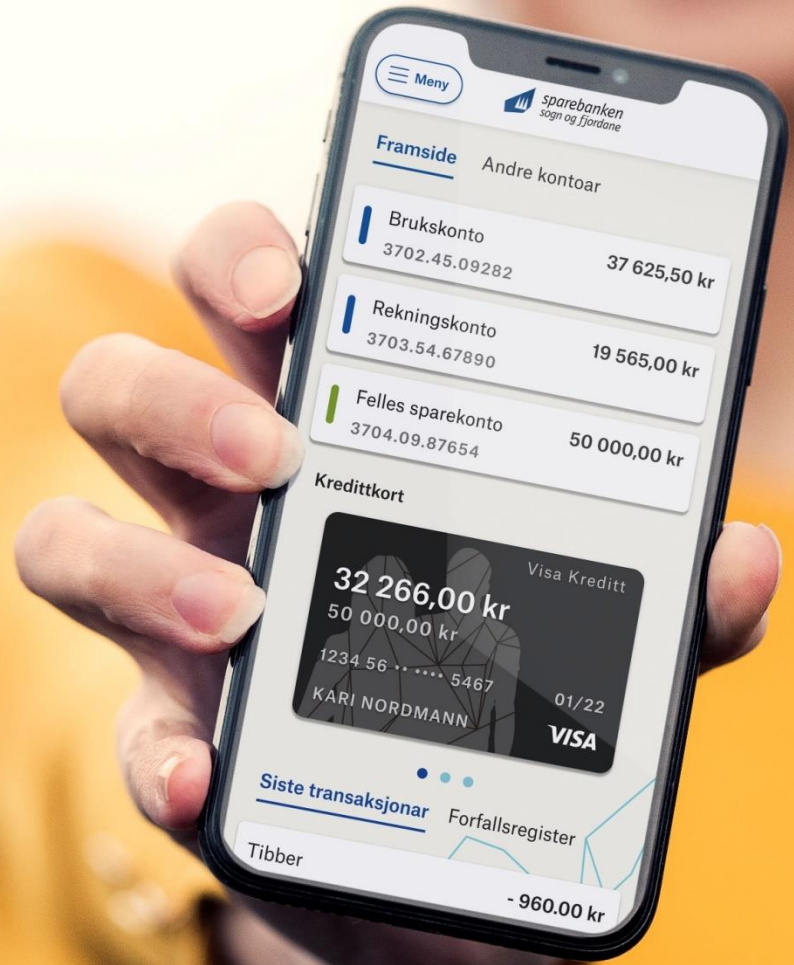 Meny
sparebanken
sogn og fjordane
Framside
Andre kontoar
Brukskonto
37 625,50 kr
3702.45.09282
Rekningskonto
19 565,00 kr
3703.54.67890
Felles sparekonto
50 000,00 kr
3704.09.87654
Kredittkort
Visa Kreditt
32 266,00 kr
50 000,00 kr
1234 56 •• •••• 5467
01/22
KARI NORDMANN
VISA
Siste transaksjonar
Forfallsregister
Tibber
- 960.00 kr